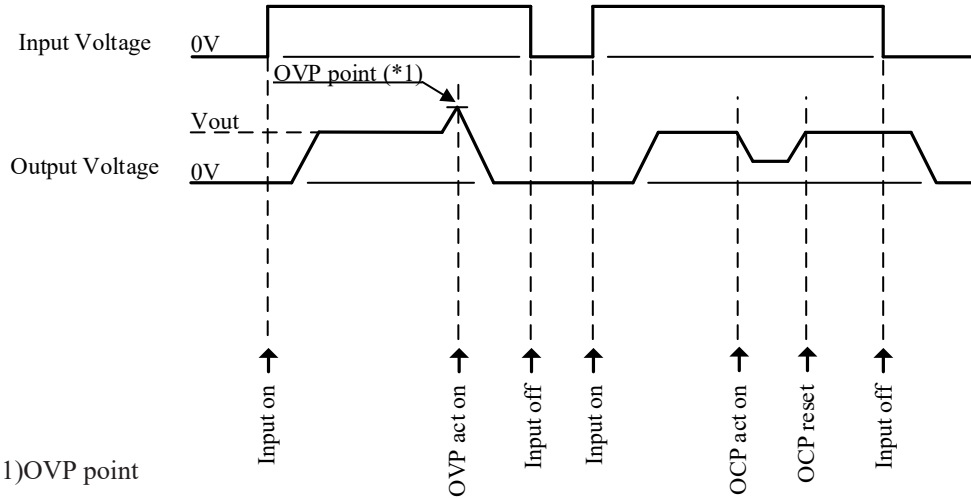 Input Voltage
0V
OVP point (*1)
Vout
Output Voltage
0V
Input on
OVP act on
Input off
Input on
OCP act on
OCP reset
Input off
1)OVP point